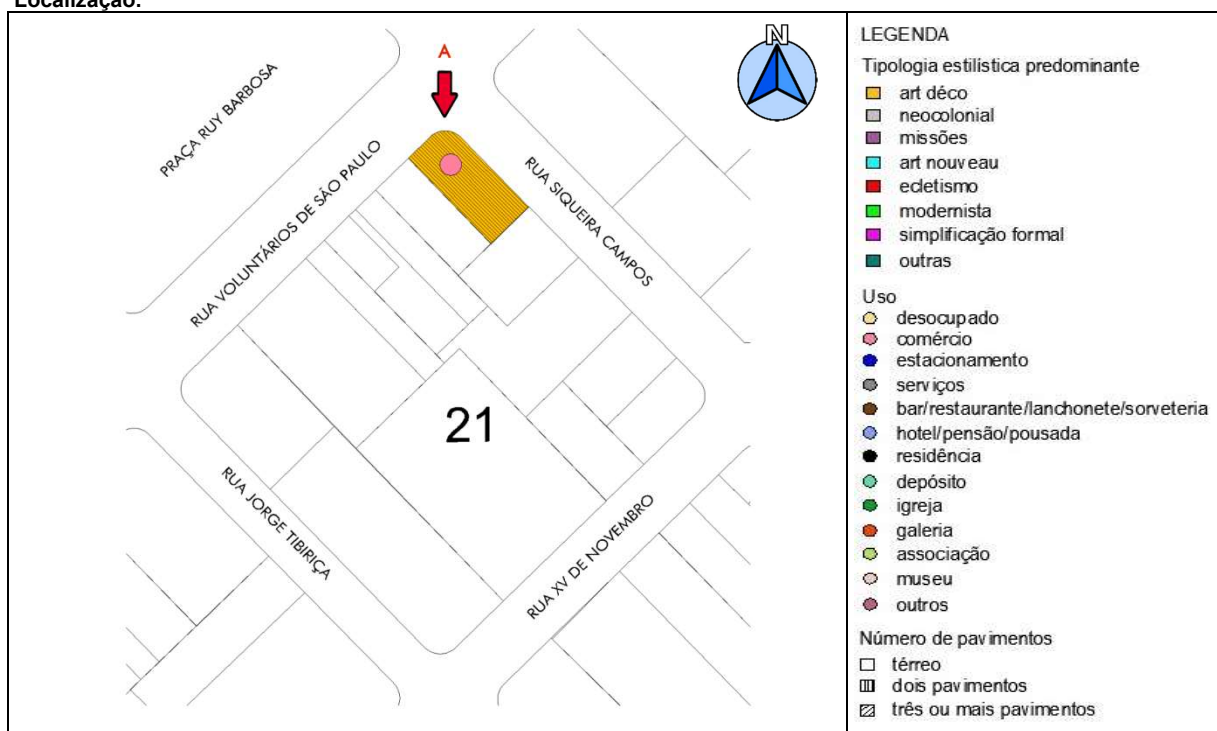 Localização:
A
N
PRAÇA RUY BARBOSA
RUA VOLUNTÁRIOS DE SÃO PAULO
RUA SIQUEIRA CAMPOS
21
RUA JORGE TIBIRIÇA
RUA XV DE NOVEMBRO
LEGENDA
Tipologia estilística predominante
art déco
neocolonial
missões
art nouveau
ecletismo
modernista
simplificação formal
outras
Uso
desocupado
comércio
estacionamento
serviços
bar/restaurante/lanchonete/sorveteria
hotel/pensão/pousada
residência
depósito
igreja
galeria
associação
museu
outros
Número de pavimentos
térreo
dois pavimentos
três ou mais pavimentos